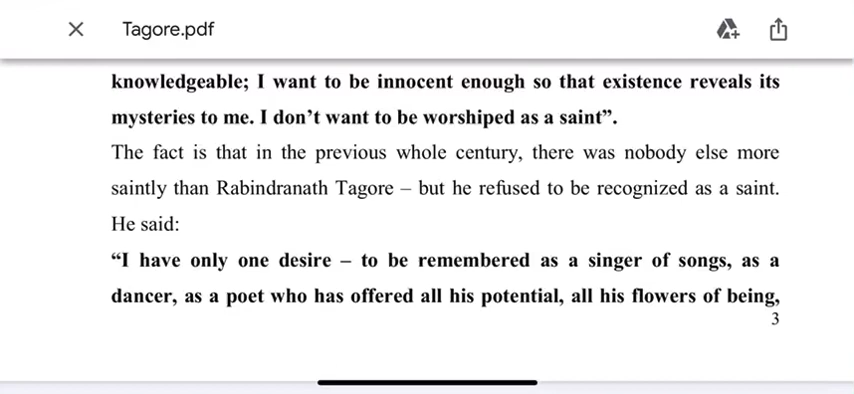 Tagore.pdf
knowledgeable; I want to be innocent enough so that existence reveals its
mysteries to me. I don’t want to be worshiped as a saint”.
The fact is that in the previous whole century, there was nobody else more
saintly than Rabindranath Tagore – but he refused to be recognized as a saint.
He said:
“I have only one desire – to be remembered as a singer of songs, as a
dancer, as a poet who has offered all his potential, all his flowers of being,
3